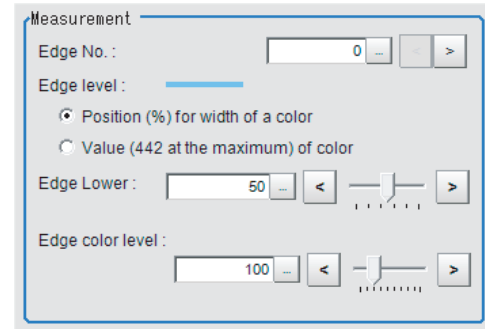 Measurement
Edge No. : 0 ... < >
Edge level :
Position (%) for width of a color
Value (442 at the maximum) of color
Edge Lower : 50 ... < >
Edge color level :
100 ... < >